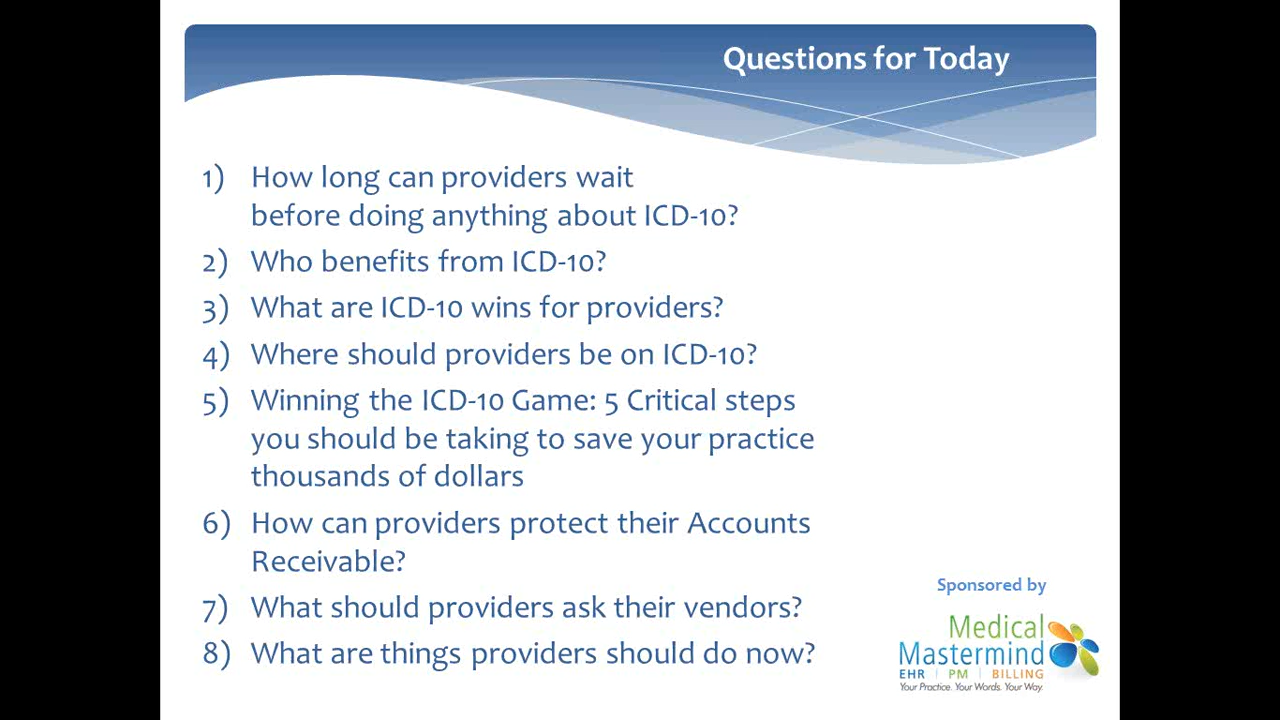 Questions for Today
1) How long can providers wait
before doing anything about ICD-10?
2) Who benefits from ICD-10?
3) What are ICD-10 wins for providers?
4) Where should providers be on ICD-10?
5) Winning the ICD-10 Game: 5 Critical steps
you should be taking to save your practice
thousands of dollars
6) How can providers protect their Accounts
Receivable?
7) What should providers ask their vendors?
8) What are things providers should do now?
Sponsored by
Medical
Mastermind
EHR | PM | BILLING
Your Practice. Your Words. Your Way.